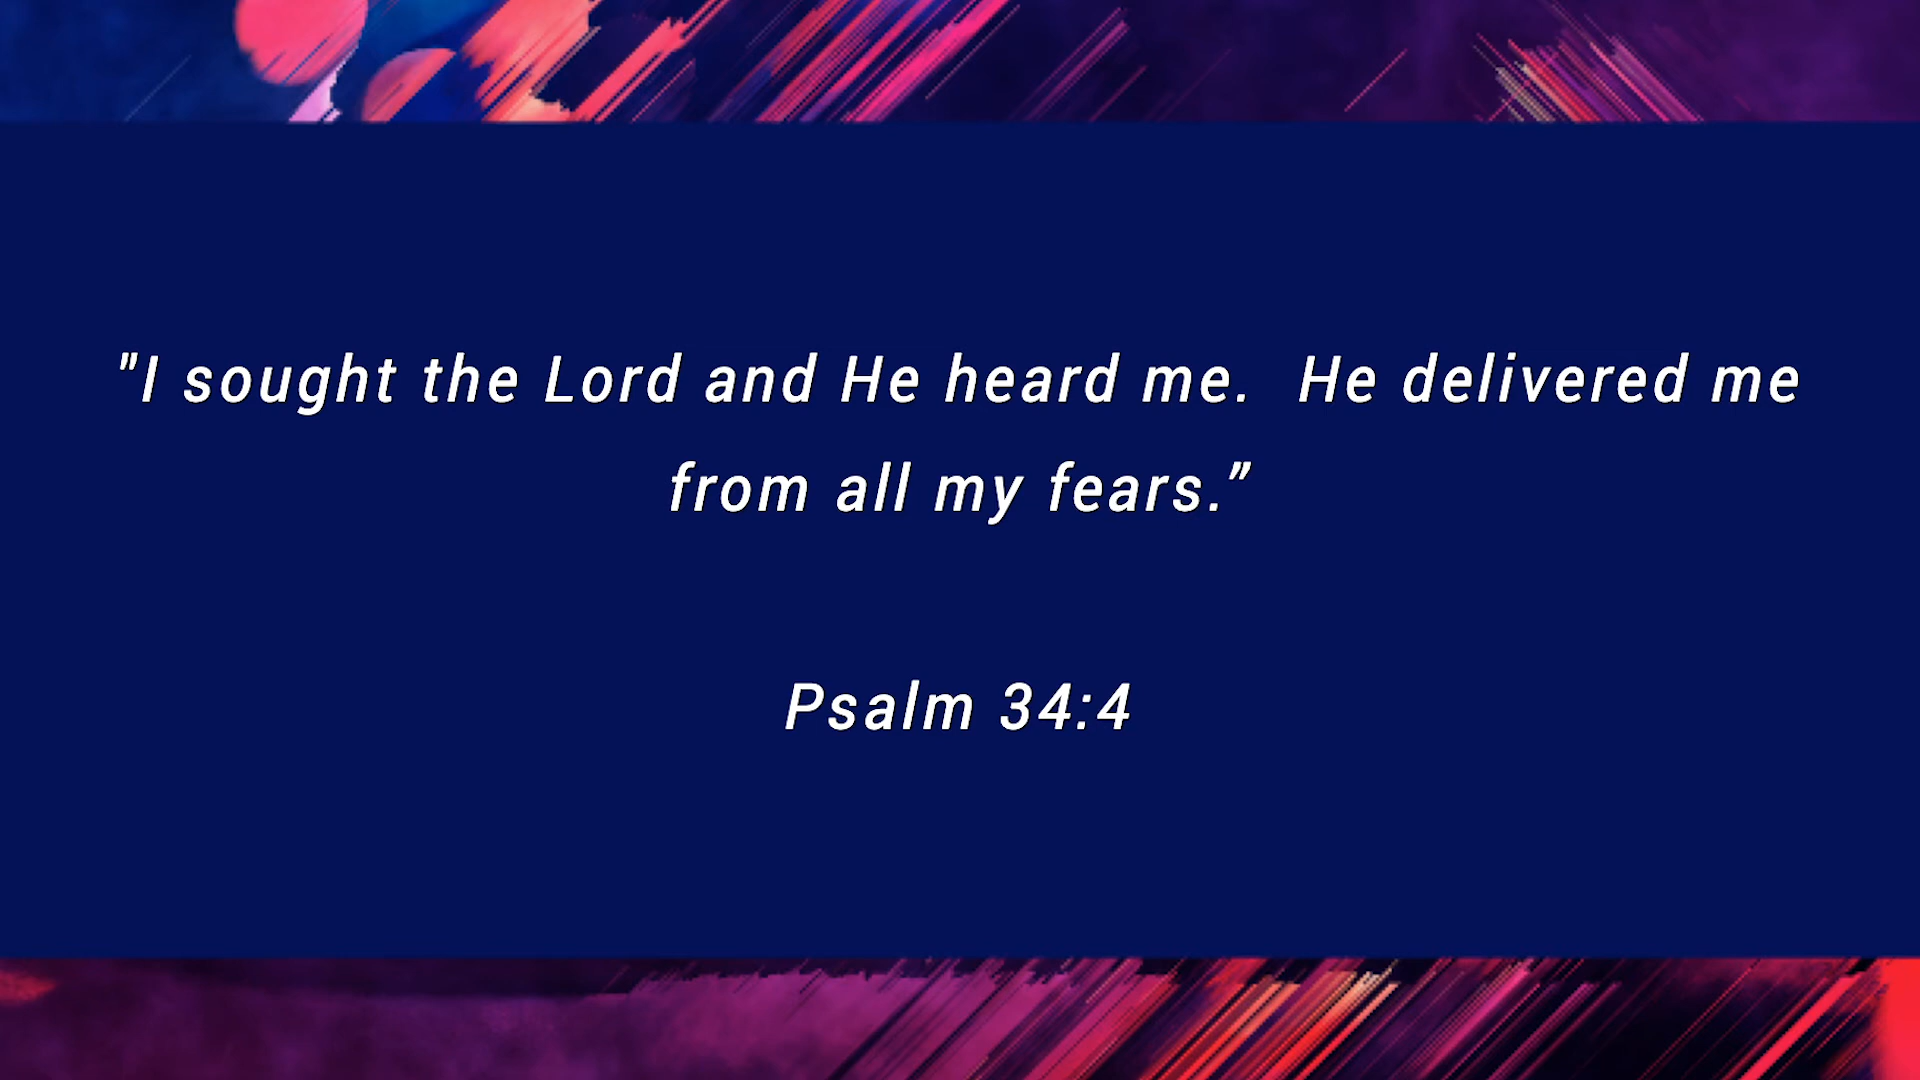 "I sought the Lord and He heard me.  He delivered me
from all my fears.”
Psalm 34:4